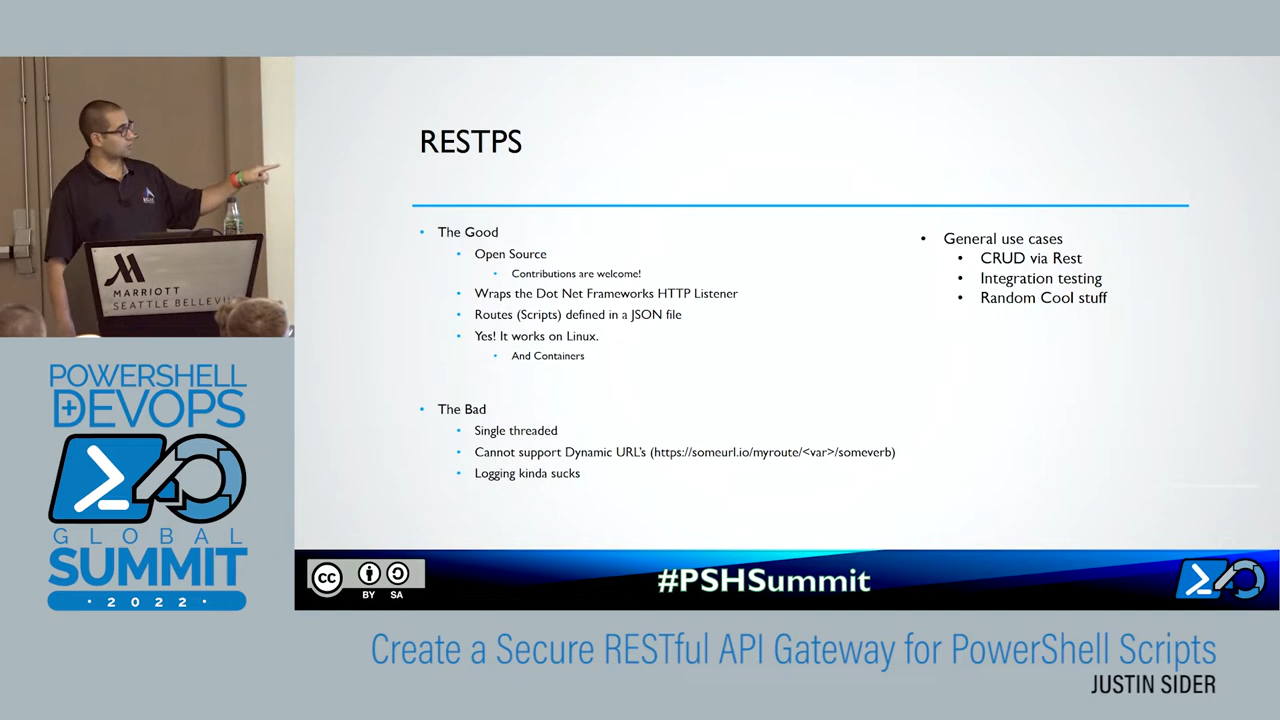 MARRIOTT
SEATTLE BELLEVU
POWERSHELL
+DEVOPS
GLOBAL
SUMMIT
· 2022 ·
RESTPS
• The Good
• Open Source
• Contributions are welcome!
• Wraps the Dot Net Frameworks HTTP Listener
• Routes (Scripts) defined in a JSON file
• Yes! It works on Linux.
• And Containers
• The Bad
• Single threaded
• Cannot support Dynamic URL's (https://someurl.io/myroute/<var>/someverb)
• Logging kinda sucks
• General use cases
• CRUD via Rest
• Integration testing
• Random Cool stuff
CC
BY SA
#PSHSummit
Create a Secure RESTful API Gateway for PowerShell Scripts
JUSTIN SIDER